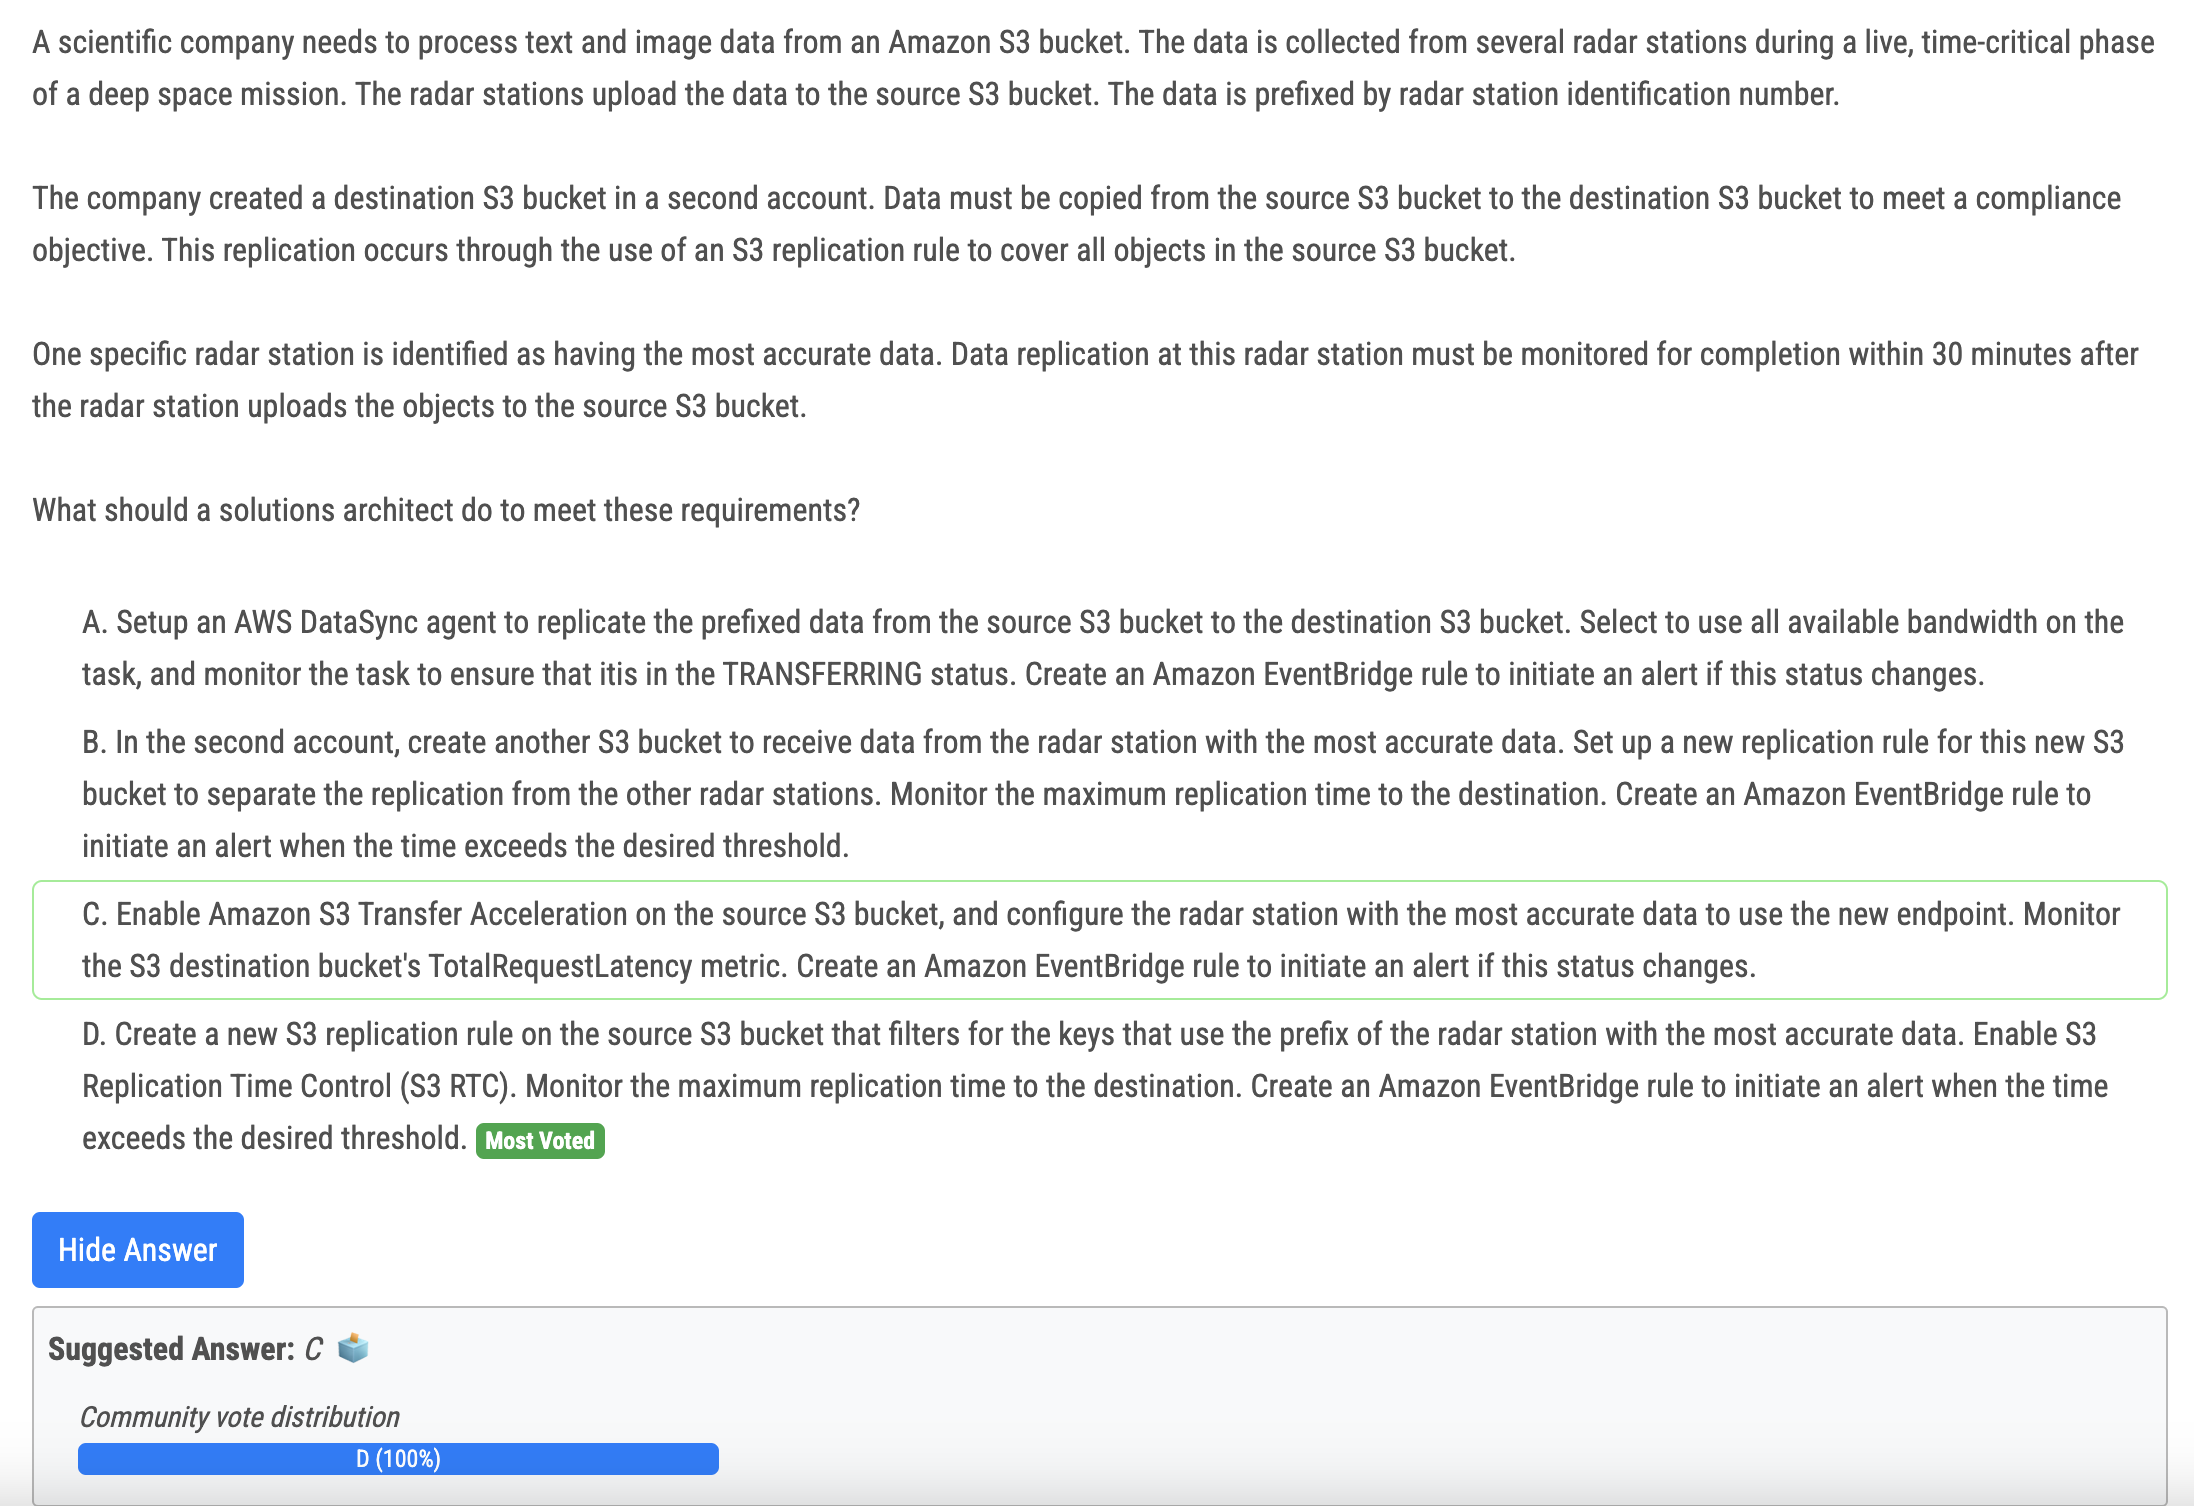 A scientific company needs to process text and image data from an Amazon S3 bucket. The data is collected from several radar stations during a live, time-critical phase
of a deep space mission. The radar stations upload the data to the source S3 bucket. The data is prefixed by radar station identification number.
The company created a destination S3 bucket in a second account. Data must be copied from the source S3 bucket to the destination S3 bucket to meet a compliance
objective. This replication occurs through the use of an S3 replication rule to cover all objects in the source S3 bucket.
One specific radar station is identified as having the most accurate data. Data replication at this radar station must be monitored for completion within 30 minutes after
the radar station uploads the objects to the source S3 bucket.
What should a solutions architect do to meet these requirements?
A. Setup an AWS DataSync agent to replicate the prefixed data from the source S3 bucket to the destination S3 bucket. Select to use all available bandwidth on the
task, and monitor the task to ensure that itis in the TRANSFERRING status. Create an Amazon EventBridge rule to initiate an alert if this status changes.
B. In the second account, create another S3 bucket to receive data from the radar station with the most accurate data. Set up a new replication rule for this new S3
bucket to separate the replication from the other radar stations. Monitor the maximum replication time to the destination. Create an Amazon EventBridge rule to
initiate an alert when the time exceeds the desired threshold.
C. Enable Amazon S3 Transfer Acceleration on the source S3 bucket, and configure the radar station with the most accurate data to use the new endpoint. Monitor
the S3 destination bucket's TotalRequestLatency metric. Create an Amazon EventBridge rule to initiate an alert if this status changes.
D. Create a new S3 replication rule on the source S3 bucket that filters for the keys that use the prefix of the radar station with the most accurate data. Enable S3
Replication Time Control (S3 RTC). Monitor the maximum replication time to the destination. Create an Amazon EventBridge rule to initiate an alert when the time
exceeds the desired threshold. Most Voted
Hide Answer
Suggested Answer: C
Community vote distribution
D (100%)